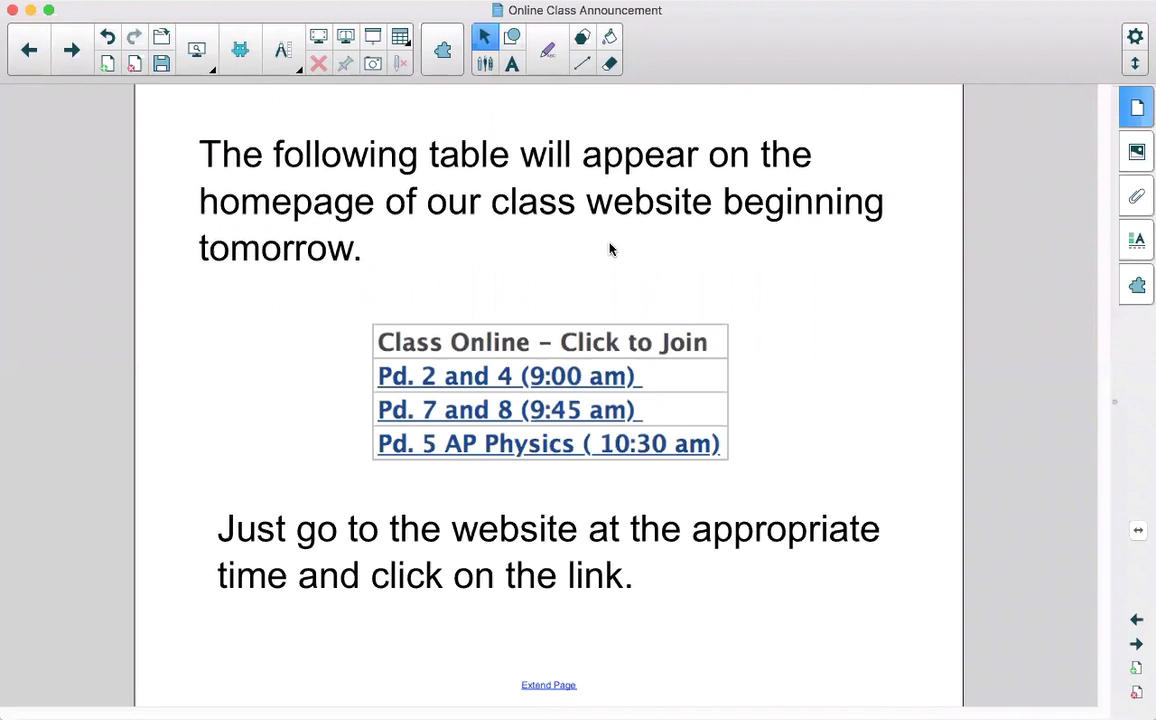 Online Class Announcement
The following table will appear on the
homepage of our class website beginning
tomorrow.
Class Online – Click to Join
Pd. 2 and 4 (9:00 am)
Pd. 7 and 8 (9:45 am)
Pd. 5 AP Physics ( 10:30 am)
Just go to the website at the appropriate
time and click on the link.
Extend Page